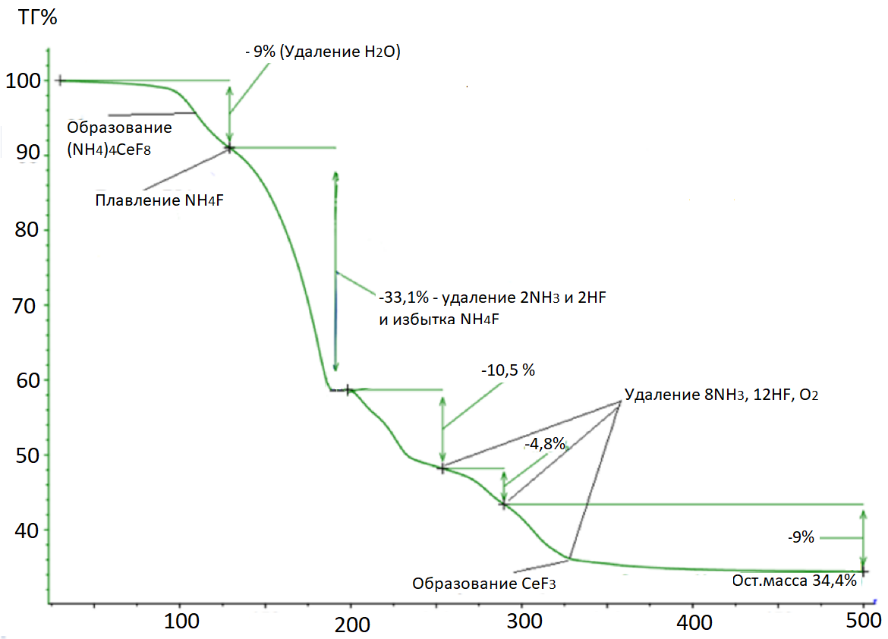 ТГ%
- 9% (Удаление H2O)
100
Образование
(NH4)4CeF8
90
Плавление NH4F
80
-33,1% - удаление 2NH3 и 2HF
и избытка NH4F
70
-10,5 %
60
Удаление 8NH3, 12HF, O2
-4,8%
50
40
-9%
Образование CeF3
Ост.масса 34,4%
100
200
300
400
500